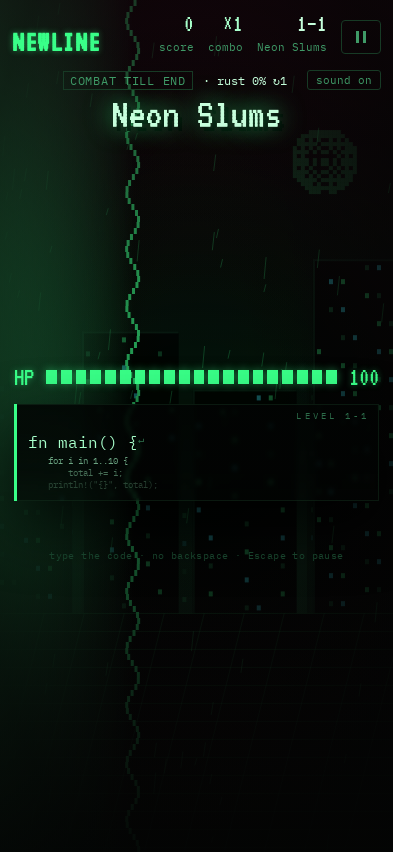 NEWLINE
0 x1 1-1
score combo Neon Slums
COMBAT TILL END · rust 0% ↻1 sound on
Neon Slums
HP 100
LEVEL 1-1
fn main() {↵
for i in 1..10 {
total += i;
println!("{}", total);
type the code · no backspace · Escape to pause